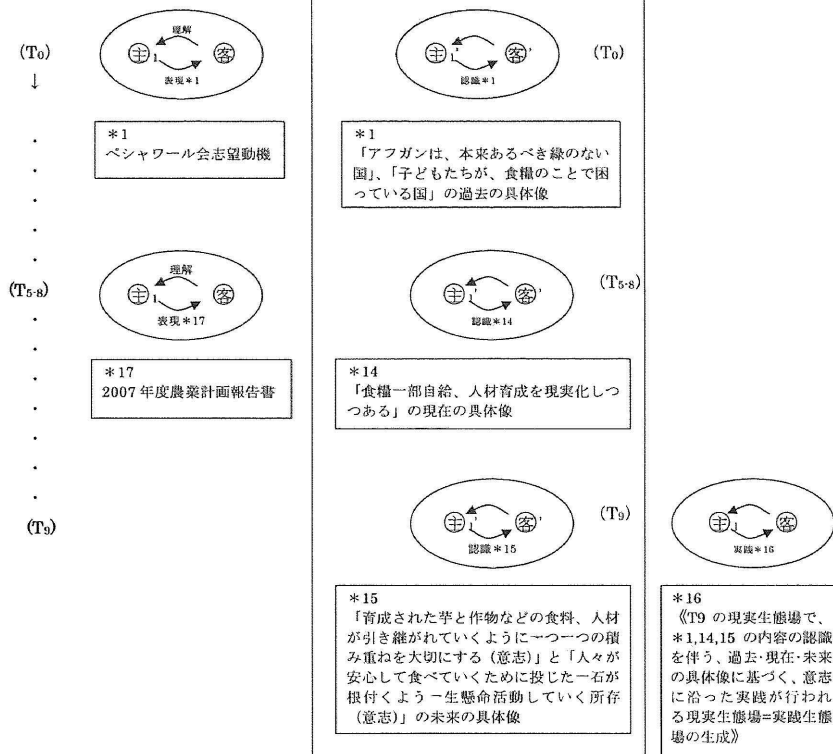 (T0)
↓
理解
主1 客
表現*1
*1
ペシャワール会志望動機
主1' 客'
認識*1
(T0)
*1
「アフガンは、本来あるべき緑のない
国」、「子どもたちが、食糧のことで困
っている国」の過去の具体像
(T5-8)
理解
主1 客
表現*17
*17
2007年度農業計画報告書
主1' 客'
認識*14
(T5-8)
*14
「食糧一部自給、人材育成を現実化しつ
つある」の現在の具体像
(T9)
主1' 客'
認識*15
(T9)
*15
「育成された芋と作物などの食料、人材
が引き継がれていくように一つ一つの積
み重ねを大切にする(意志)」と「人々が
安心して食べていくために投じた一石が
根付くよう一生懸命活動していく所存
(意志)」の未来の具体像
主1 客
実践*16
*16
《T9 の現実生態場で、
*1,14,15 の内容の認識
を伴う、過去・現在・未来
の具体像に基づく、意志
に沿った実践が行われ
る現実生態場=実践生態
場の生成》